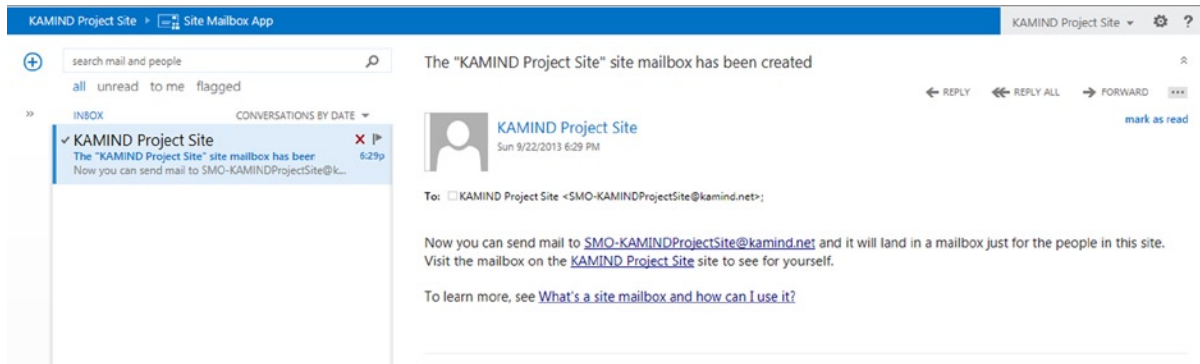 KAMIND Project Site ▸ Site Mailbox App
KAMIND Project Site ?
search mail and people
all unread to me flagged
INBOX CONVERSATIONS BY DATE
KAMIND Project Site
The "KAMIND Project Site" site mailbox has beer 6:29p
Now you can send mail to SMO-KAMINDProjectSite@k...
The "KAMIND Project Site" site mailbox has been created
REPLY REPLY ALL FORWARD ...
mark as read
KAMIND Project Site
Sun 9/22/2013 6:29 PM
To: KAMIND Project Site <SMO-KAMINDProjectSite@kamind.net>;
Now you can send mail to SMO-KAMINDProjectSite@kamind.net and it will land in a mailbox just for the people in this site.
Visit the mailbox on the KAMIND Project Site site to see for yourself.
To learn more, see What's a site mailbox and how can I use it?